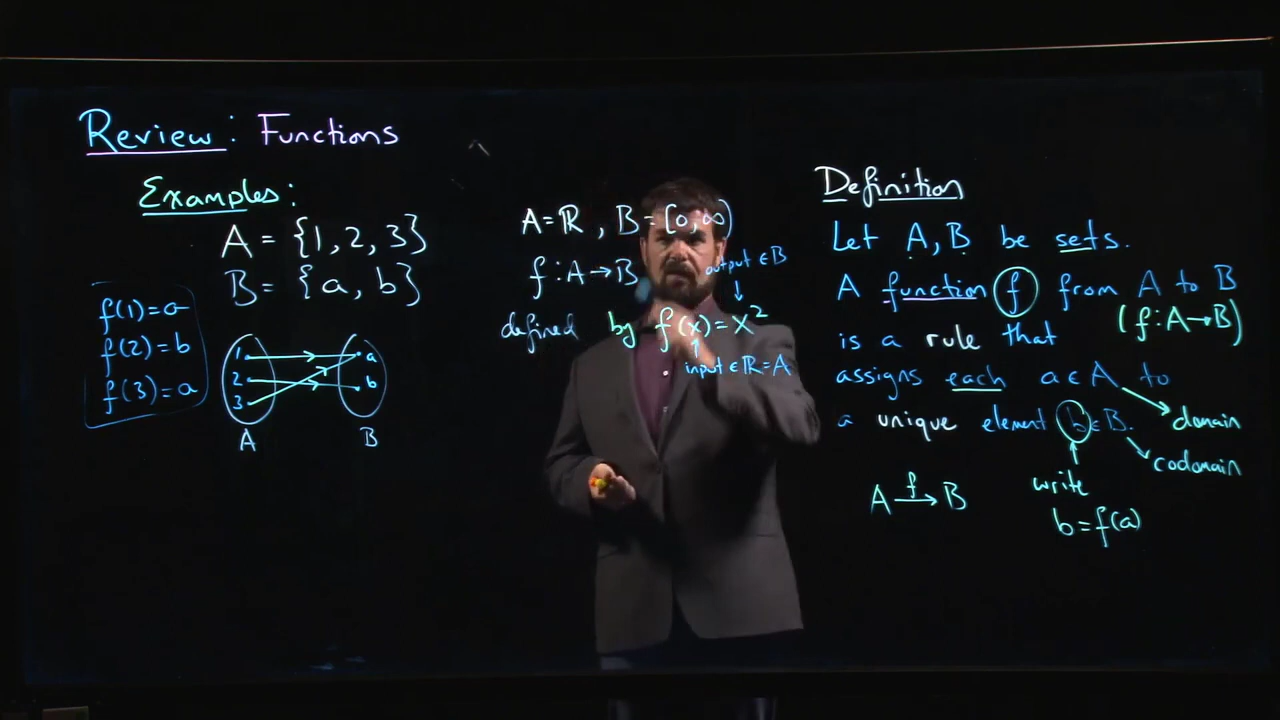 Review: Functions
Examples:
A = {1, 2, 3}
B = {a, b}
f(1) = a
f(2) = b
f(3) = a
1
2
3
a
b
A
B
A = ℝ , B = [0, ∞)
f : A → B
output ∈ B
defined by f(x) = x²
input ∈ ℝ = A
Definition
Let A, B be sets.
A function f from A to B
(f : A → B)
is a rule that
assigns each a ∈ A to
domain
a unique element b ∈ B.
codomain
A →f B
write
b = f(a)